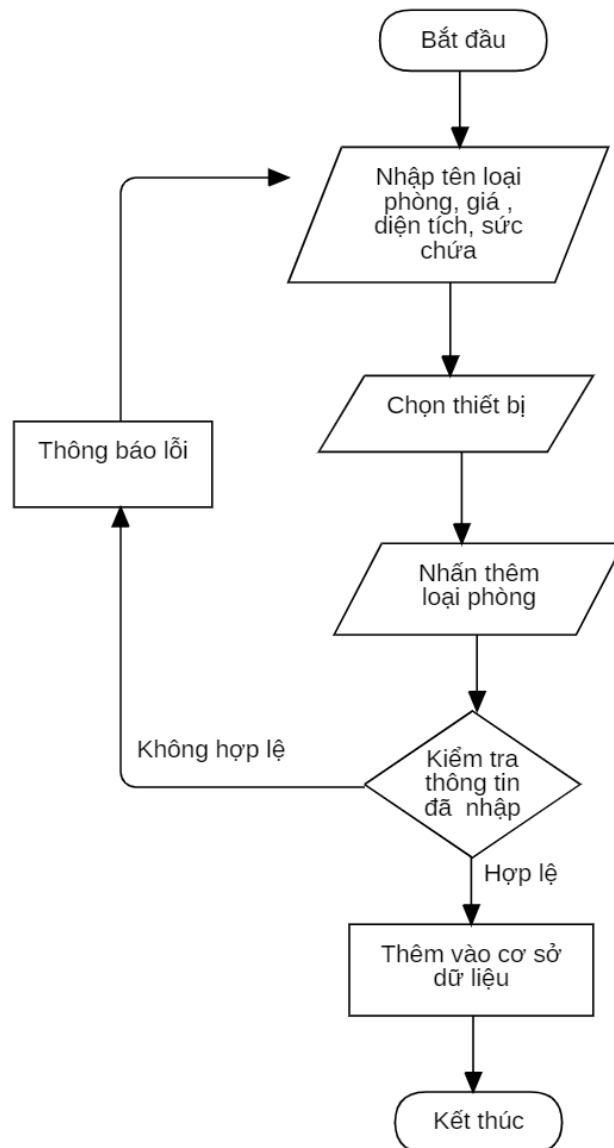 Bắt đầu
Nhập tên loại
phòng, giá ,
diện tích, sức
chứa
Chọn thiết bị
Thông báo lỗi
Nhấn thêm
loại phòng
Không hợp lệ
Kiểm tra
thông tin
đã nhập
Hợp lệ
Thêm vào cơ sở
dữ liệu
Kết thúc